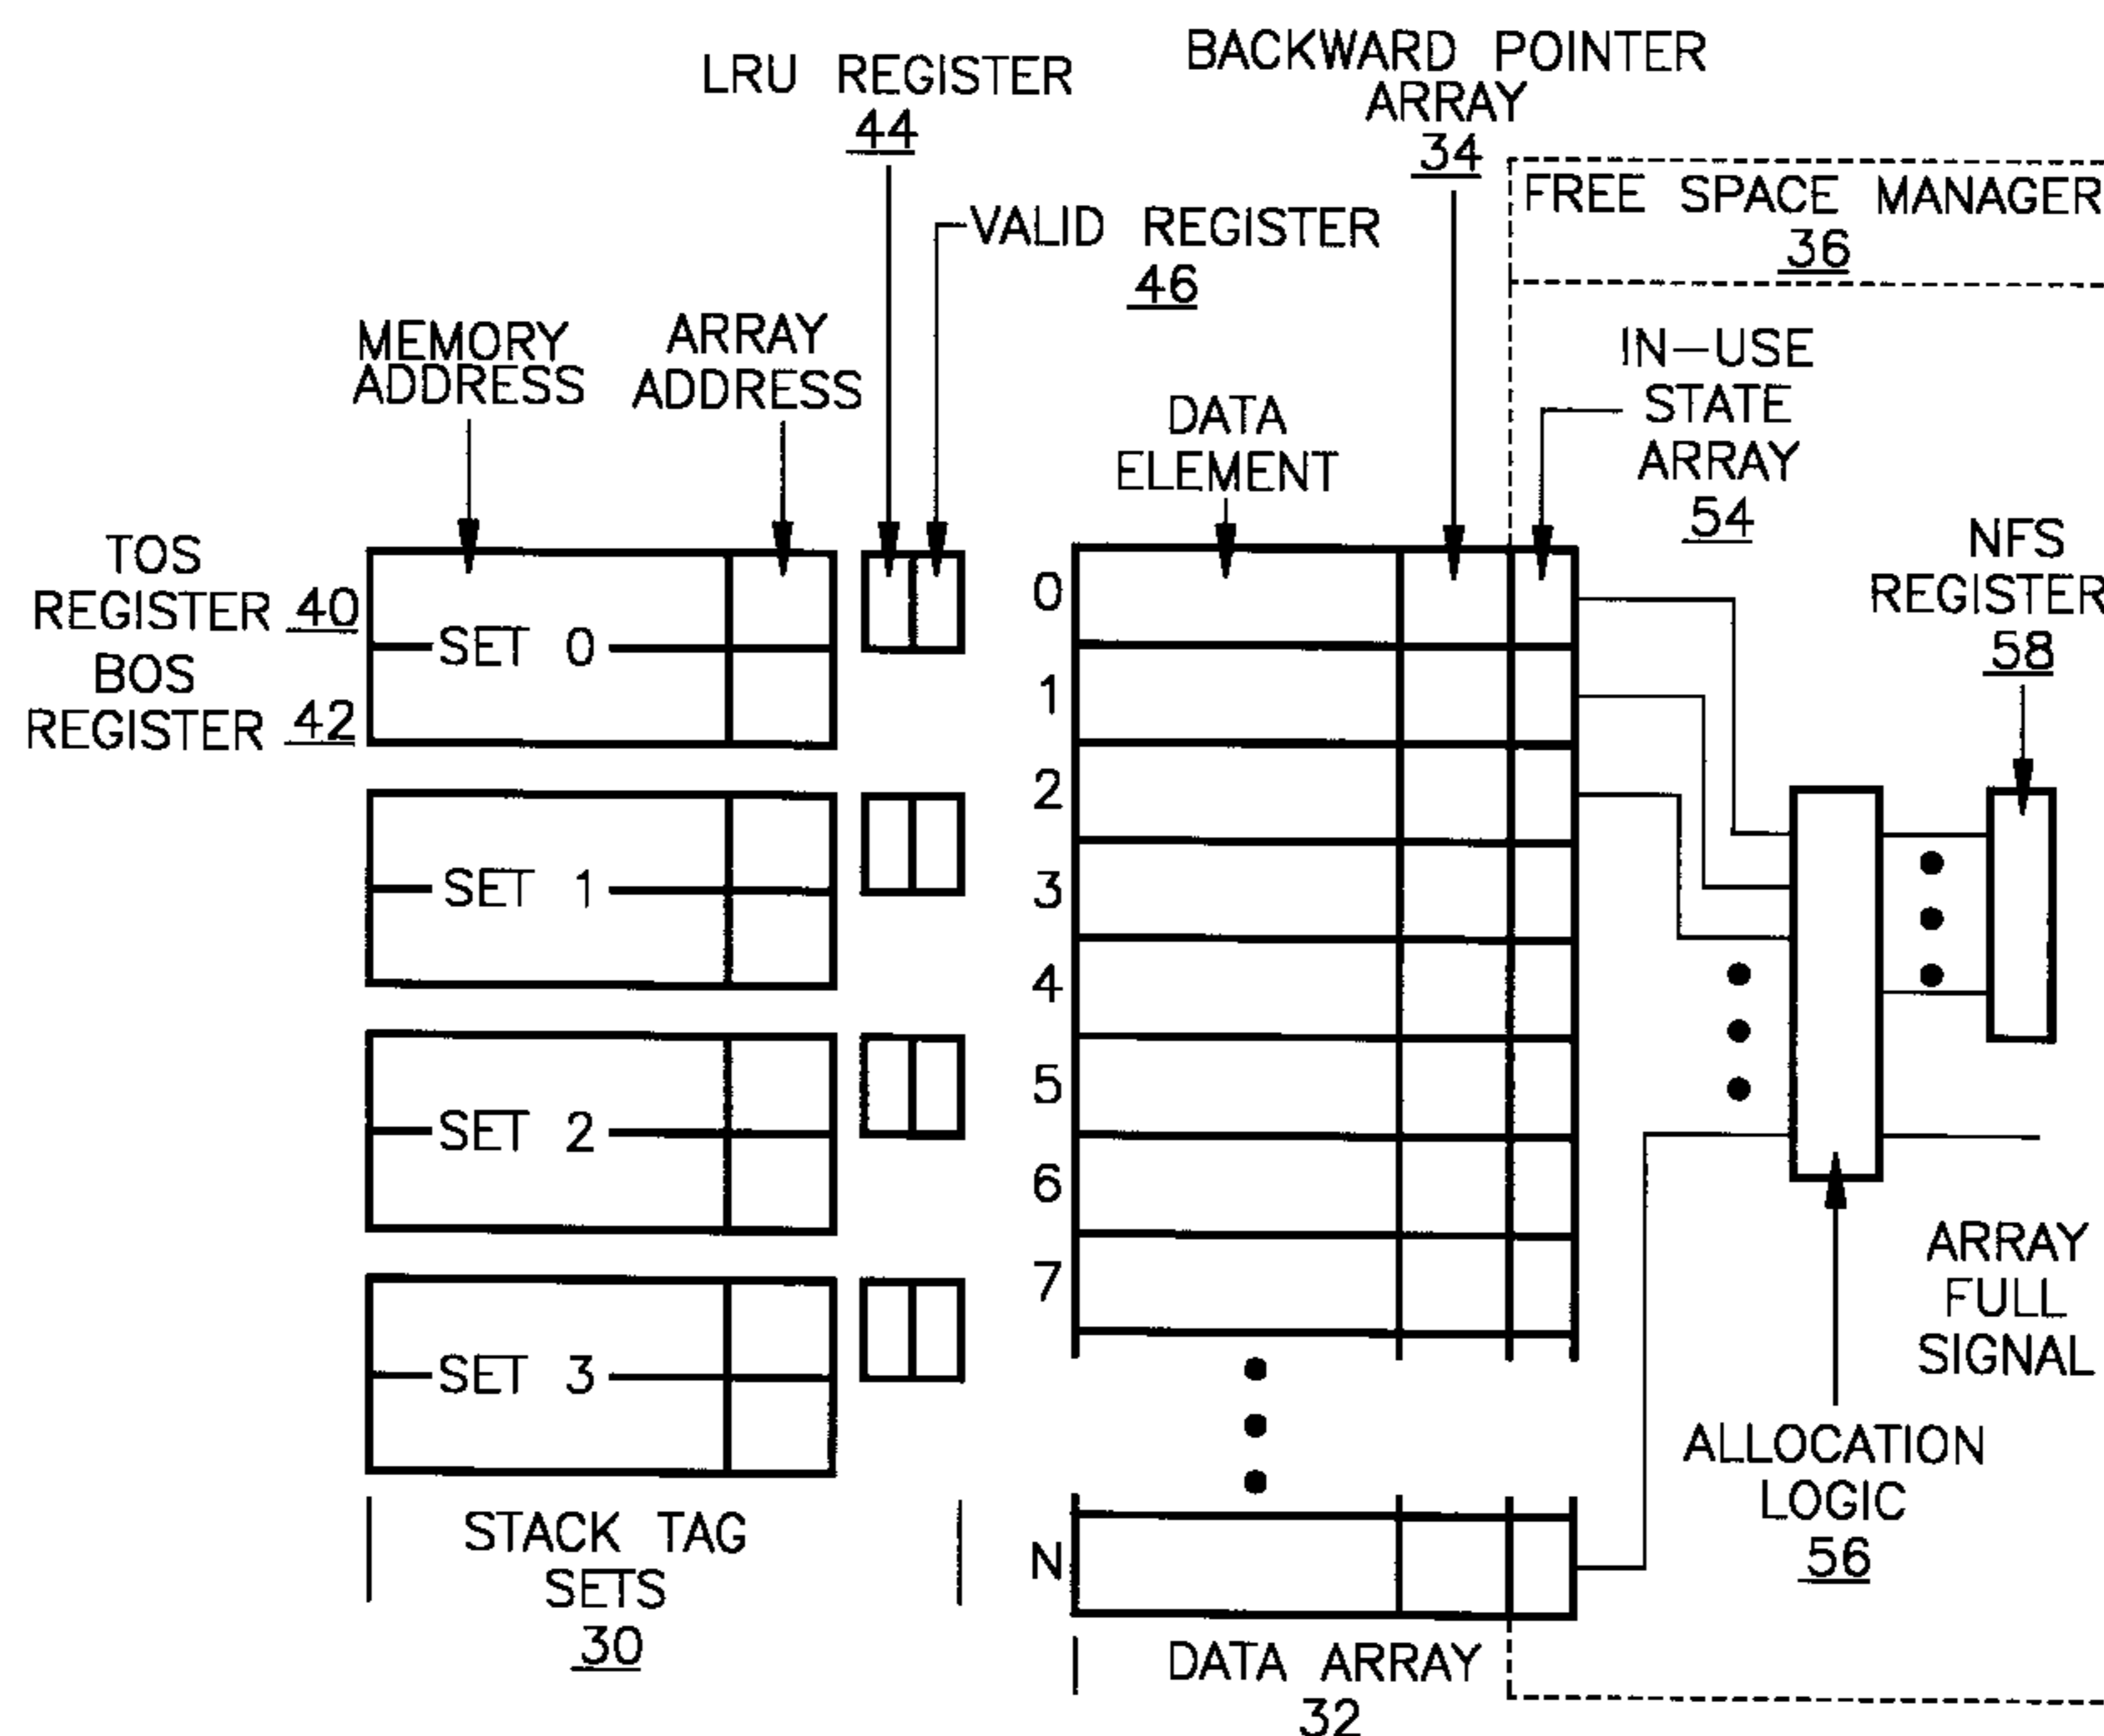 LRU REGISTER
44
BACKWARD POINTER
ARRAY
34
FREE SPACE MANAGER
36
VALID REGISTER
46
MEMORY
ADDRESS
ARRAY
ADDRESS
DATA
ELEMENT
IN-USE
STATE
ARRAY
54
NFS
REGISTER
58
TOS
REGISTER 40
BOS
REGISTER 42
SET 0
SET 1
SET 2
SET 3
0
1
2
3
4
5
6
7
N
ARRAY
FULL
SIGNAL
ALLOCATION
LOGIC
56
STACK TAG
SETS
30
DATA ARRAY
32